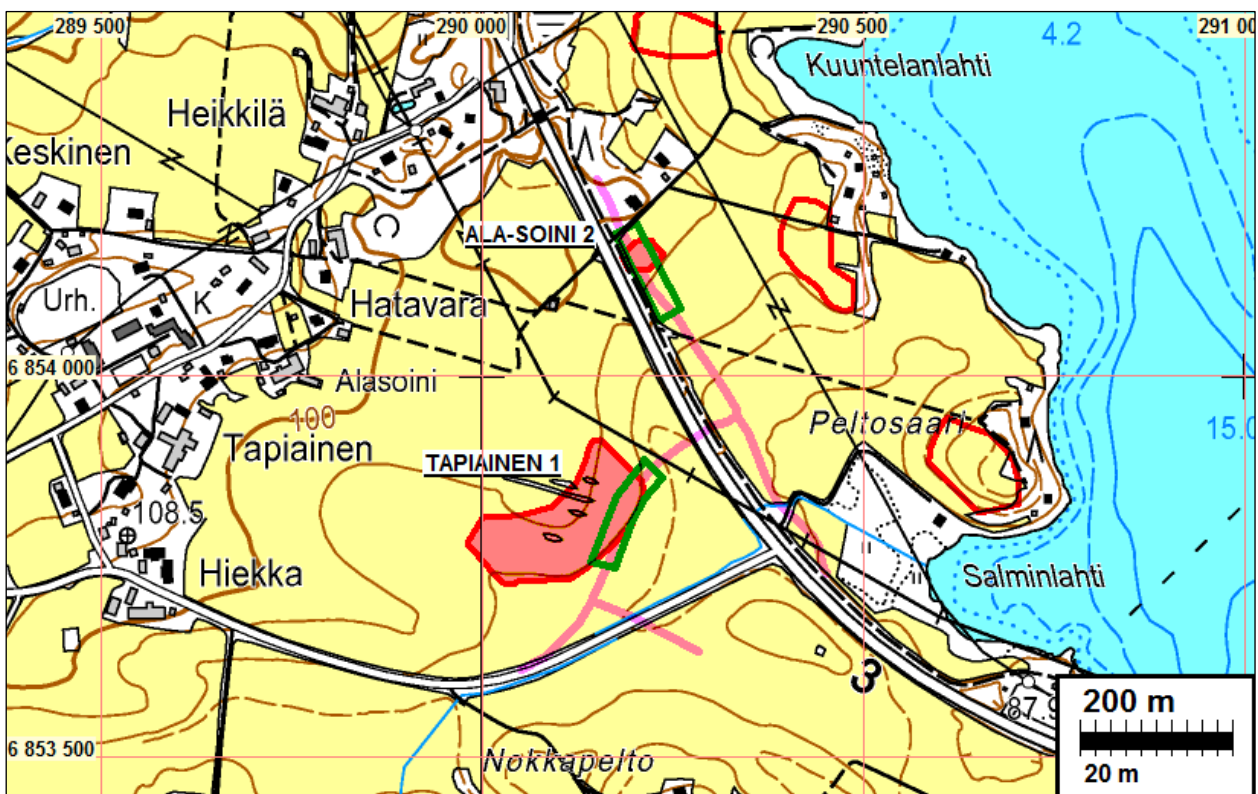 289 500
290 000
290 500
291 00
4.2
Kuuntelanlahti
Heikkilä
Keskinen
ALA-SOINI 2
Urh.
K
Hatavara
6 854 000
Alasoini
100
Peltosaari
15.0
Tapiainen
TAPIAINEN 1
108.5
Hiekka
Salminlahti
3
87.9
200 m
6 853 500
Nokkapelto
20 m